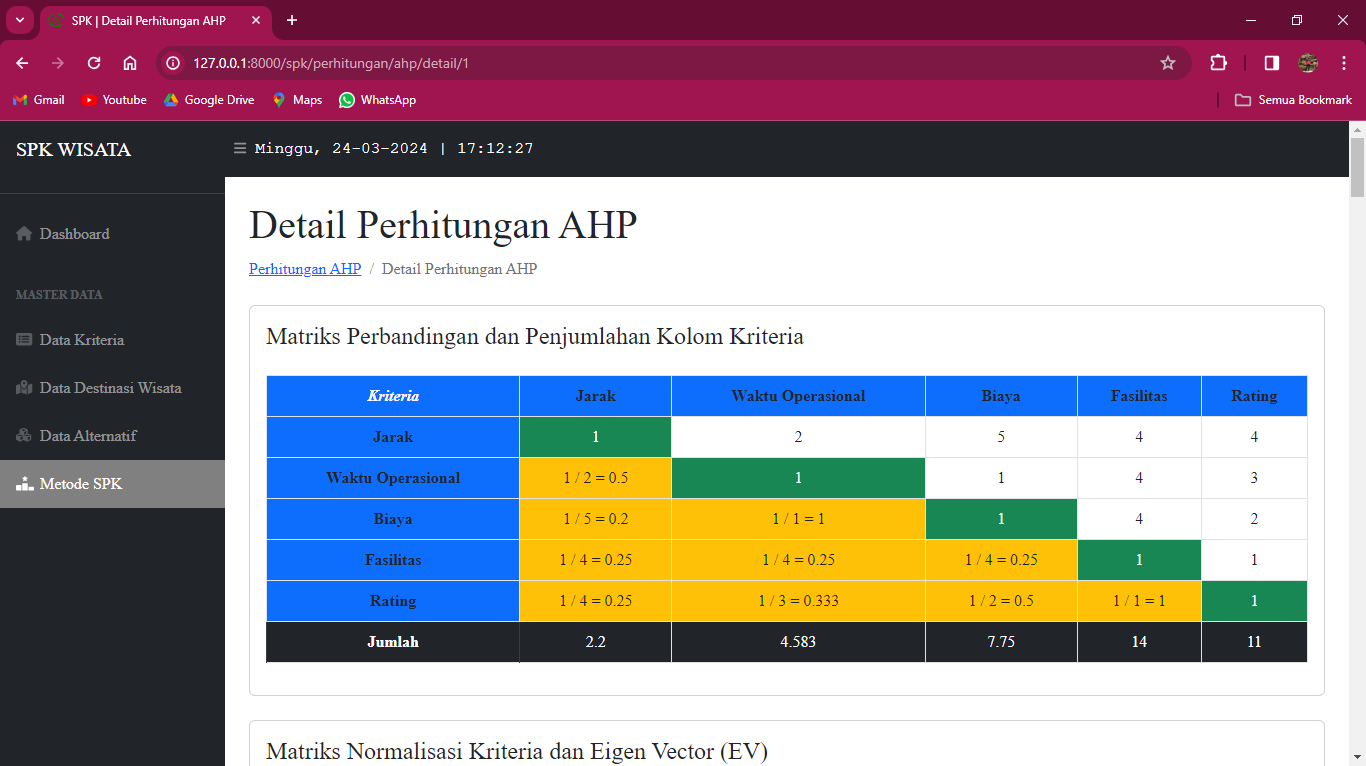 SPK | Detail Perhitungan AHP
127.0.0.1:8000/spk/perhitungan/ahp/detail/1
Gmail Youtube Google Drive Maps WhatsApp Semua Bookmark
SPK WISATA
Minggu, 24-03-2024 | 17:12:27
Dashboard
MASTER DATA
Data Kriteria
Data Destinasi Wisata
Data Alternatif
Metode SPK
Detail Perhitungan AHP
Perhitungan AHP / Detail Perhitungan AHP
Matriks Perbandingan dan Penjumlahan Kolom Kriteria
Kriteria Jarak Waktu Operasional Biaya Fasilitas Rating
Jarak 1 2 5 4 4
Waktu Operasional 1 / 2 = 0.5 1 1 4 3
Biaya 1 / 5 = 0.2 1 / 1 = 1 1 4 2
Fasilitas 1 / 4 = 0.25 1 / 4 = 0.25 1 / 4 = 0.25 1 1
Rating 1 / 4 = 0.25 1 / 3 = 0.333 1 / 2 = 0.5 1 / 1 = 1 1
Jumlah 2.2 4.583 7.75 14 11
Matriks Normalisasi Kriteria dan Eigen Vector (EV)